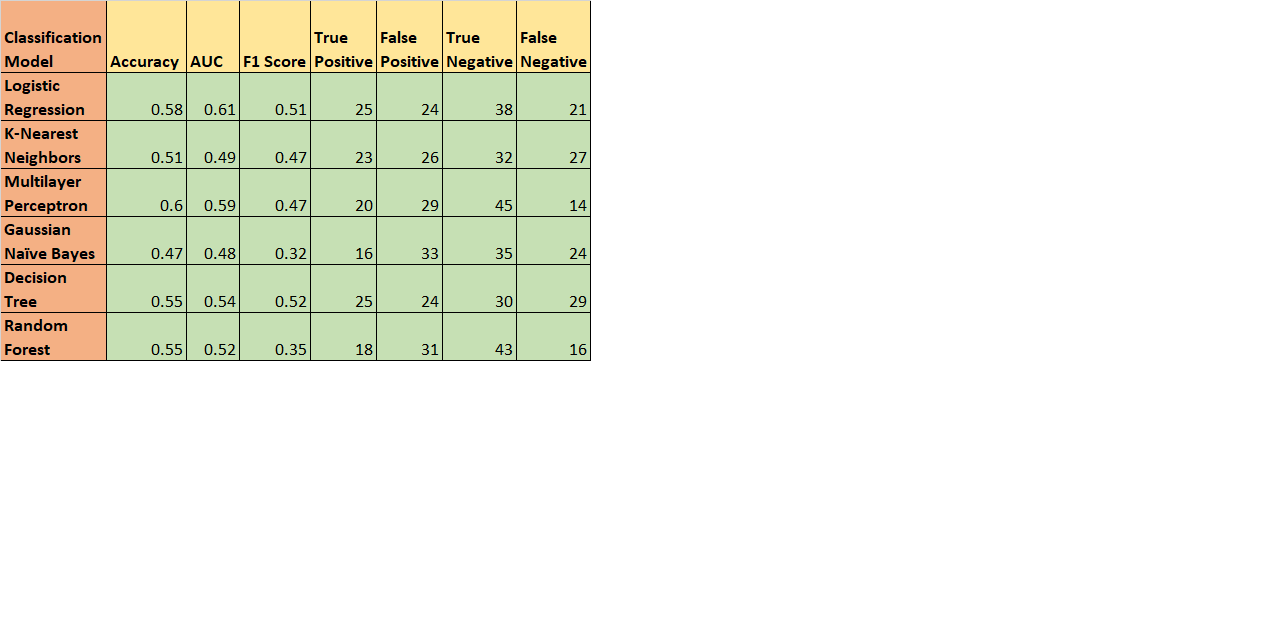 Classification Model Accuracy AUC F1 Score True Positive False Positive True Negative False Negative
Logistic Regression 0.58 0.61 0.51 25 24 38 21
K-Nearest Neighbors 0.51 0.49 0.47 23 26 32 27
Multilayer Perceptron 0.6 0.59 0.47 20 29 45 14
Gaussian Naïve Bayes 0.47 0.48 0.32 16 33 35 24
Decision Tree 0.55 0.54 0.52 25 24 30 29
Random Forest 0.55 0.52 0.35 18 31 43 16